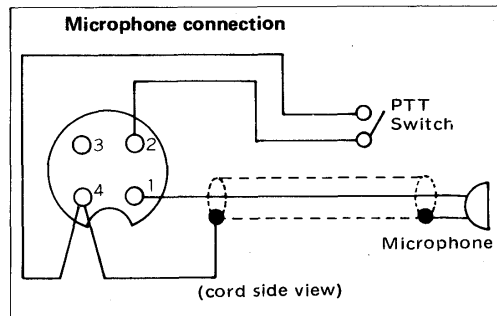 Microphone connection
PTT
Switch
3
2
4
1
Microphone
(cord side view)